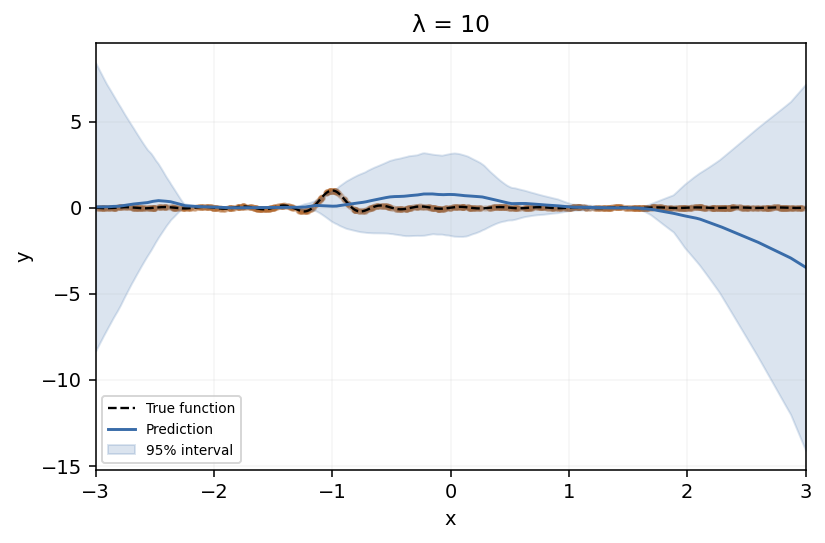 λ = 10
y
5
0
−5
−10
−15
True function
Prediction
95% interval
−3
−2
−1
0
1
2
3
x